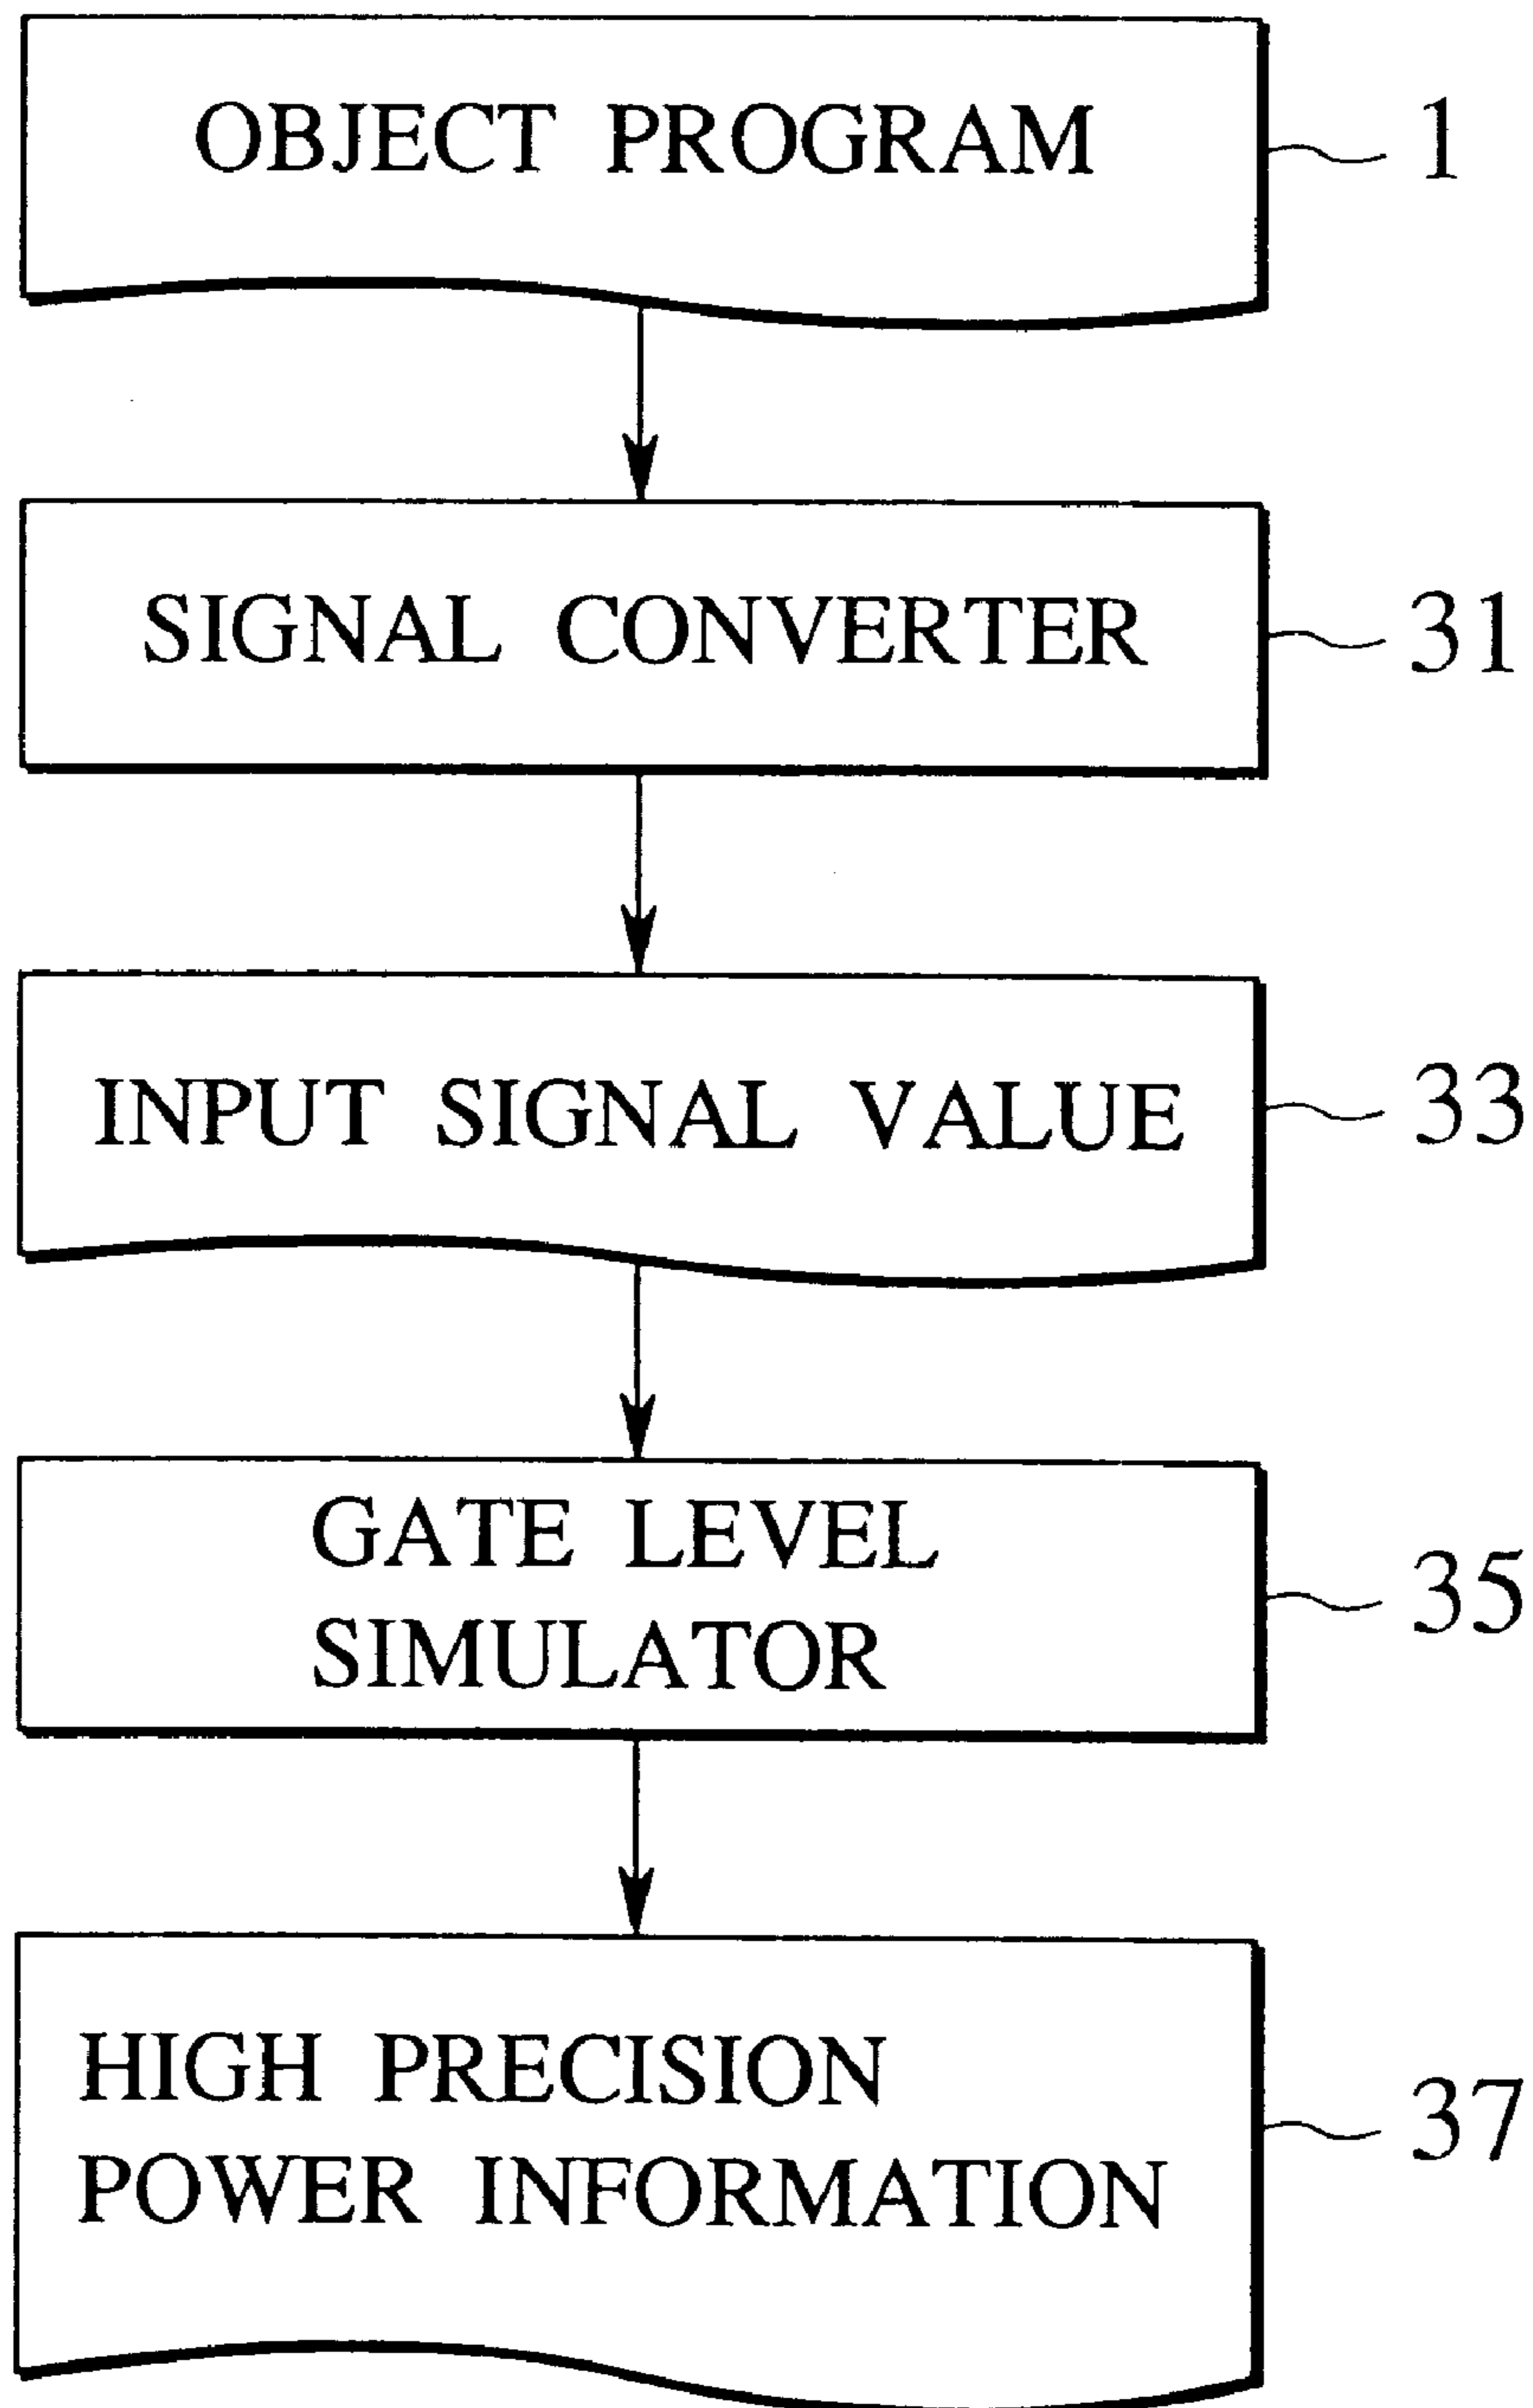 OBJECT PROGRAM
1
SIGNAL CONVERTER
31
INPUT SIGNAL VALUE
33
GATE LEVEL
SIMULATOR
35
HIGH PRECISION
POWER INFORMATION
37